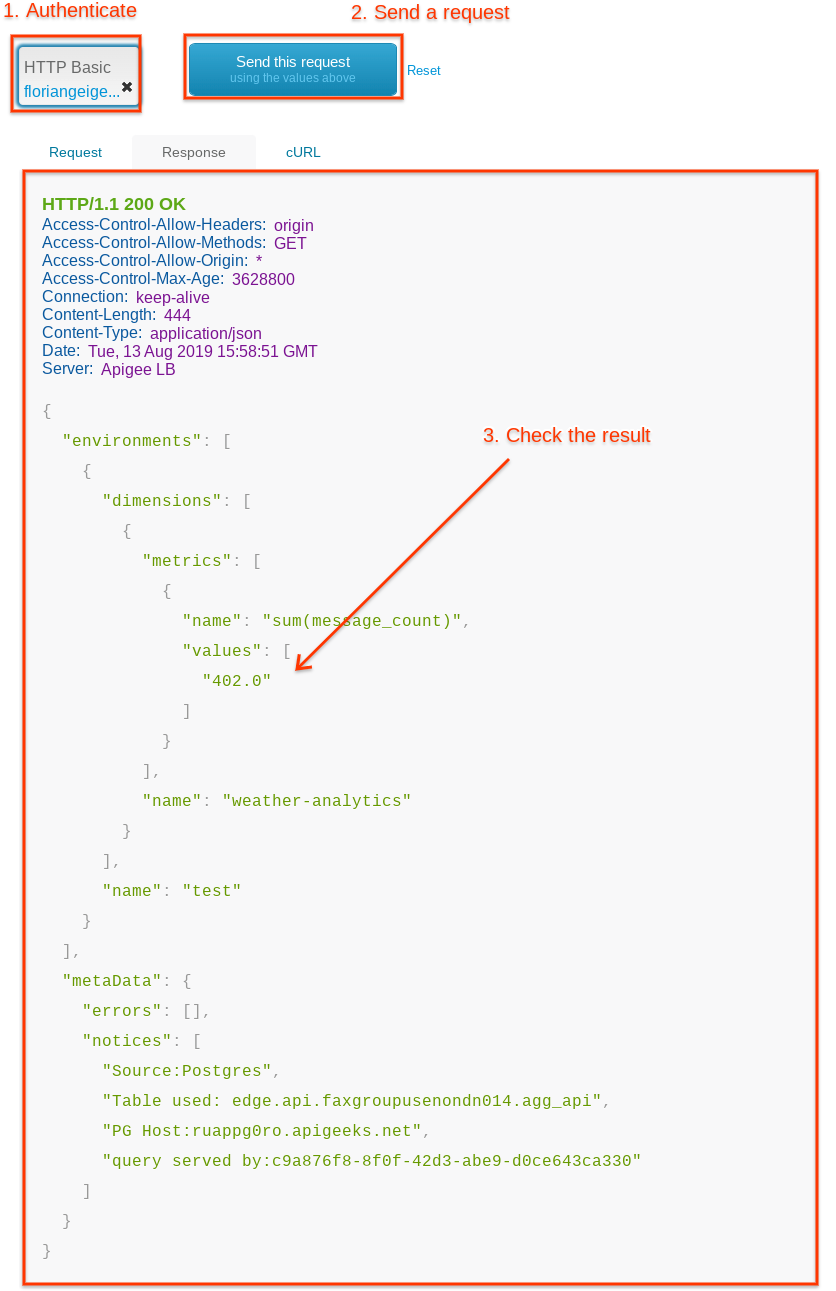 1. Authenticate
2. Send a request
HTTP Basic
floriangeige...
✖
Send this request
using the values above
Reset
Request
Response
cURL
HTTP/1.1 200 OK
Access-Control-Allow-Headers: origin
Access-Control-Allow-Methods: GET
Access-Control-Allow-Origin: *
Access-Control-Max-Age: 3628800
Connection: keep-alive
Content-Length: 444
Content-Type: application/json
Date: Tue, 13 Aug 2019 15:58:51 GMT
Server: Apigee LB
{
"environments": [
3. Check the result
{
"dimensions": [
{
"metrics": [
{
"name": "sum(message_count)",
"values": [
"402.0"
]
}
],
"name": "weather-analytics"
}
],
"name": "test"
}
],
"metaData": {
"errors": [],
"notices": [
"Source:Postgres",
"Table used: edge.api.faxgroupusenondn014.agg_api",
"PG Host:ruappg0ro.apigeeks.net",
"query served by:c9a876f8-8f0f-42d3-abe9-d0ce643ca330"
]
}
}